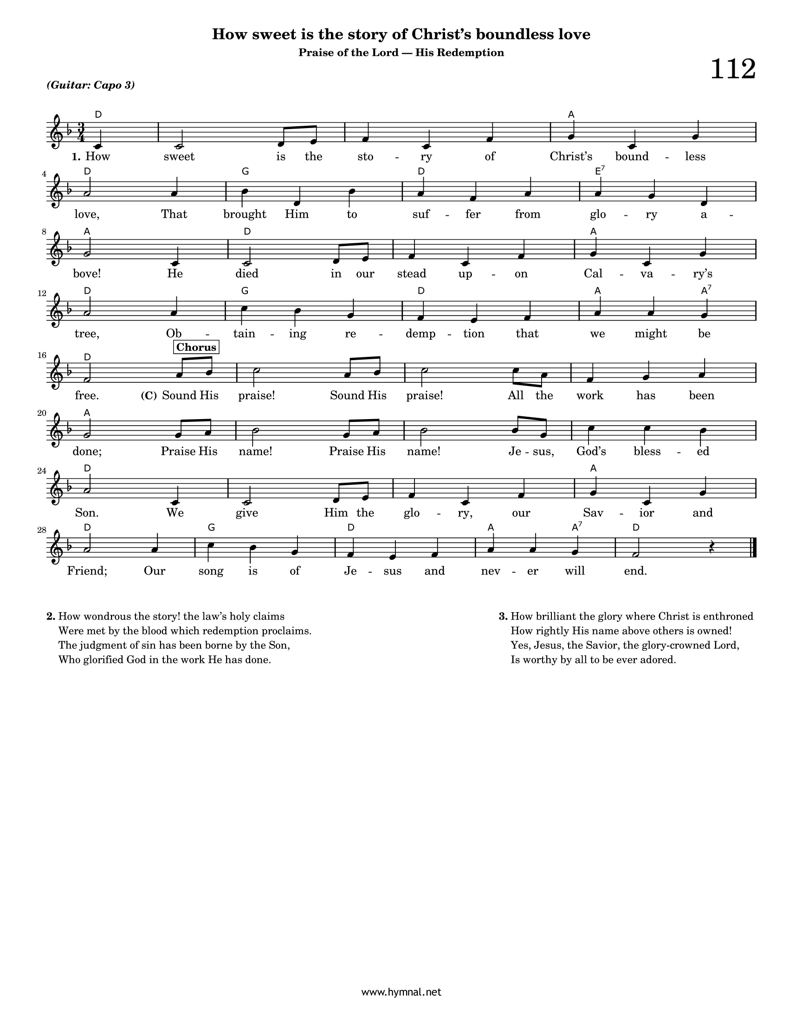 How sweet is the story of Christ's boundless love
Praise of the Lord — His Redemption
112
(Guitar: Capo 3)
D A
1. How sweet is the sto - ry of Christ's bound - less
4 D G D E7
love, That brought Him to suf - fer from glo - ry a -
8 A D A
bove! He died in our stead up - on Cal - va - ry's
12 D G D A A7
tree, Ob - tain - ing re - demp - tion that we might be
Chorus
16 D
free. (C) Sound His praise! Sound His praise! All the work has been
20 A
done; Praise His name! Praise His name! Je - sus, God's bless - ed
24 D A
Son. We give Him the glo - ry, our Sav - ior and
28 D G D A A7 D
Friend; Our song is of Je - sus and nev - er will end.
2. How wondrous the story! the law's holy claims
Were met by the blood which redemption proclaims.
The judgment of sin has been borne by the Son,
Who glorified God in the work He has done.
3. How brilliant the glory where Christ is enthroned
How rightly His name above others is owned!
Yes, Jesus, the Savior, the glory-crowned Lord,
Is worthy by all to be ever adored.
www.hymnal.net